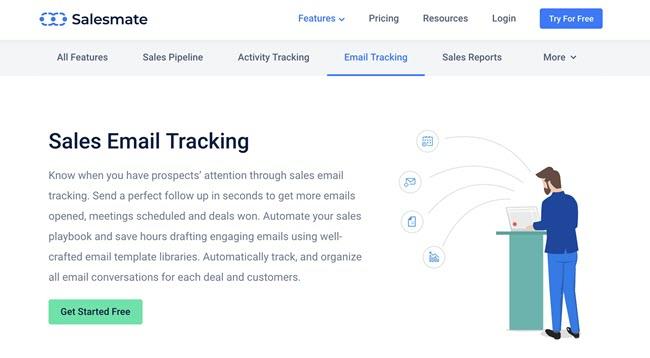 Salesmate
Features
Pricing
Resources
Login
Try For Free
All Features
Sales Pipeline
Activity Tracking
Email Tracking
Sales Reports
More
Sales Email Tracking
Know when you have prospects' attention through sales email
tracking. Send a perfect follow up in seconds to get more emails
opened, meetings scheduled and deals won. Automate your sales
playbook and save hours drafting engaging emails using well-
crafted email template libraries. Automatically track, and organize
all email conversations for each deal and customers.
Get Started Free